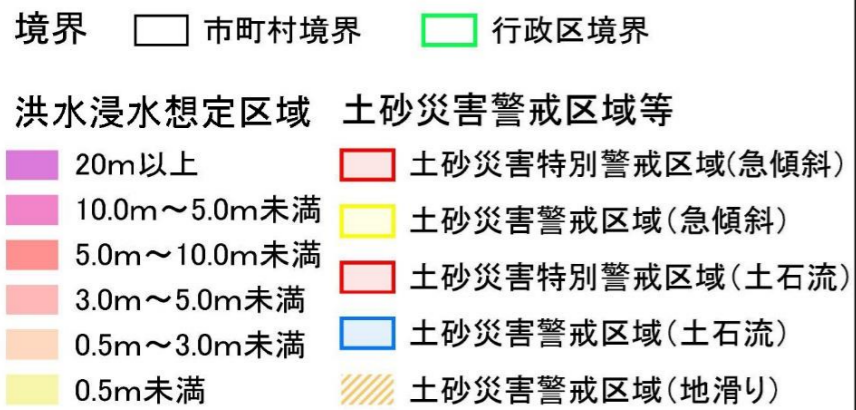 境界 市町村境界 行政区境界
洪水浸水想定区域
20m以上
10.0m～5.0m未満
5.0m～10.0m未満
3.0m～5.0m未満
0.5m～3.0m未満
0.5m未満
土砂災害警戒区域等
土砂災害特別警戒区域(急傾斜)
土砂災害警戒区域(急傾斜)
土砂災害特別警戒区域(土石流)
土砂災害警戒区域(土石流)
土砂災害警戒区域(地滑り)